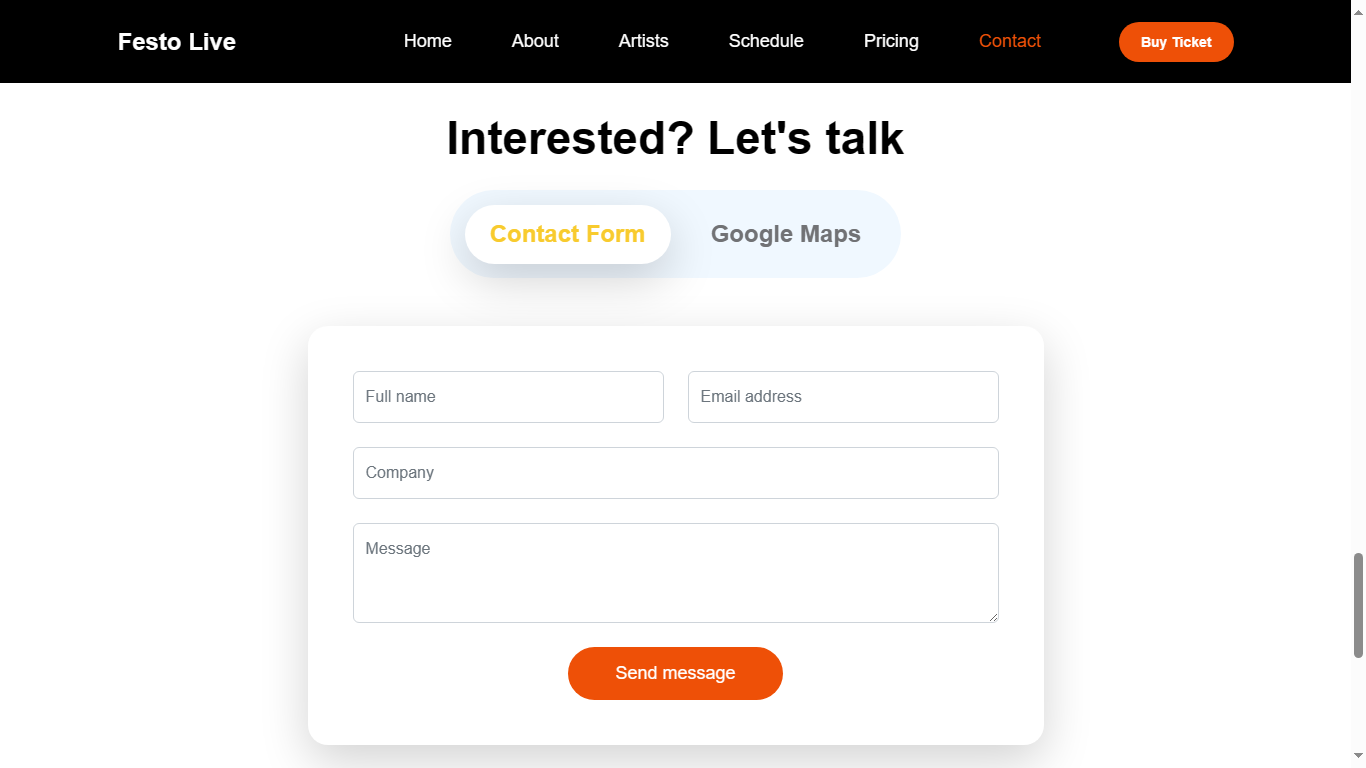 Festo Live Home About Artists Schedule Pricing Contact Buy Ticket
Interested? Let's talk
Contact Form Google Maps
Full name Email address
Company
Message
Send message